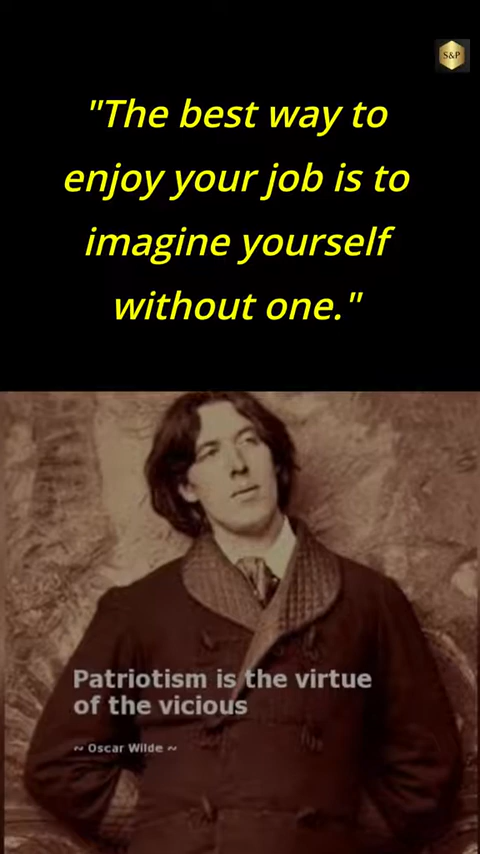 S&P
"The best way to
enjoy your job is to
imagine yourself
without one."
Patriotism is the virtue
of the vicious
~ Oscar Wilde ~